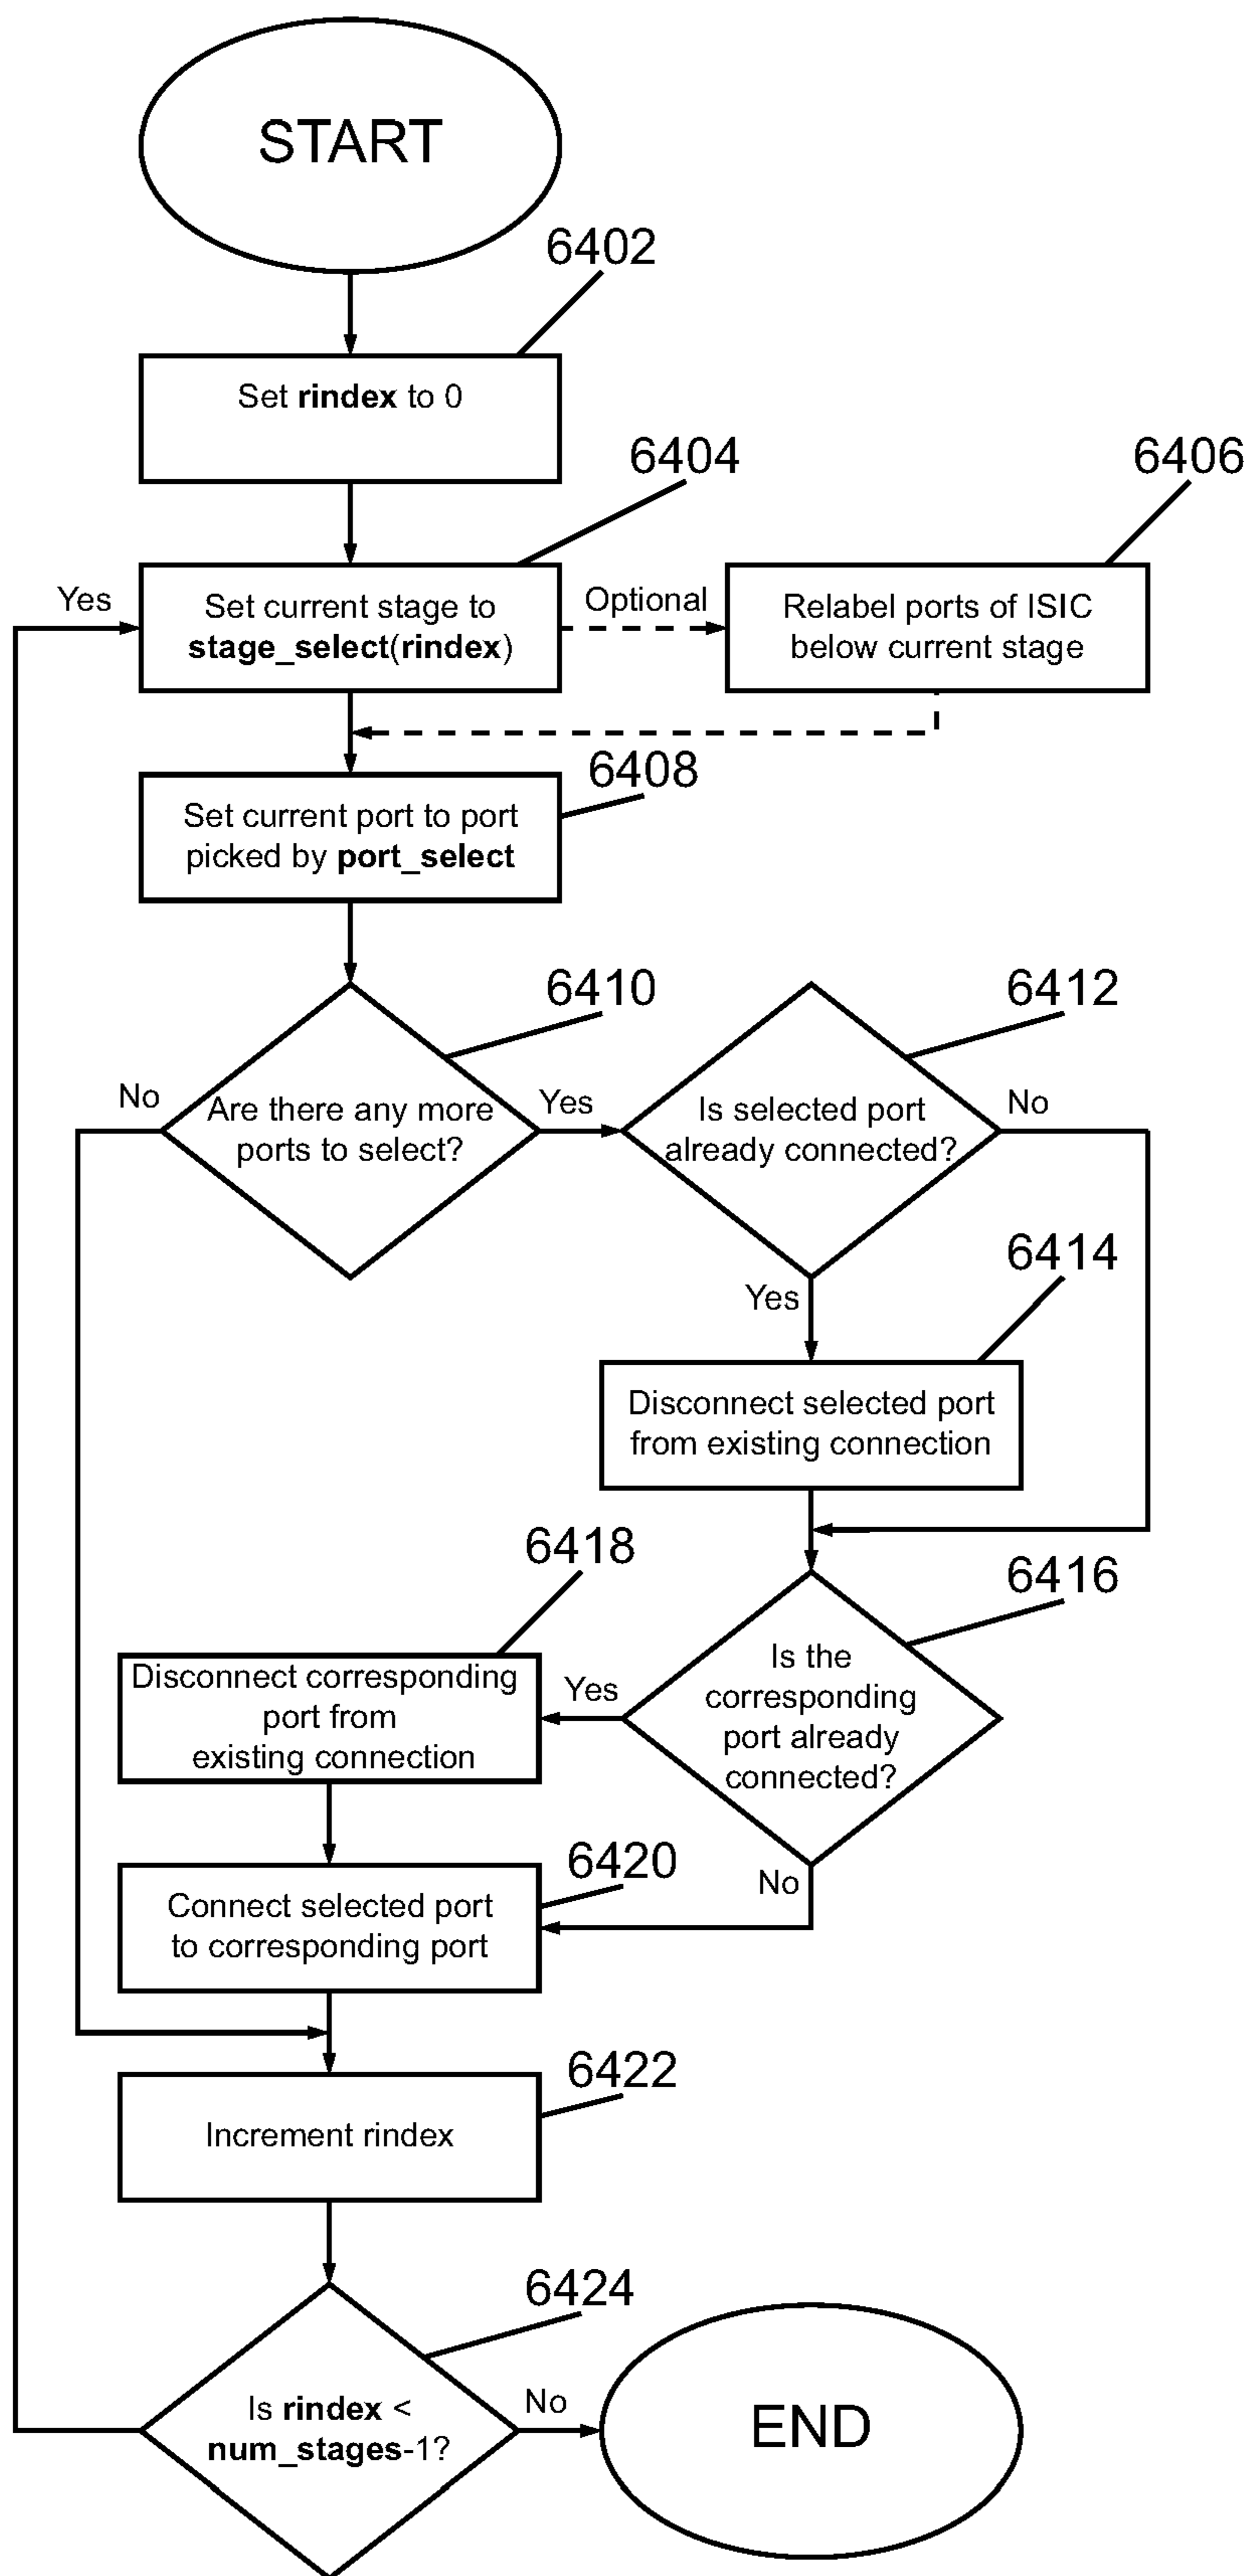 START
6402
Set rindex to 0
6404
6406
Yes
Set current stage to
stage_select(rindex)
Optional
Relabel ports of ISIC
below current stage
6408
Set current port to port
picked by port_select
6410
6412
No
Are there any more
ports to select?
Yes
Is selected port
already connected?
No
6414
Yes
Disconnect selected port
from existing connection
6418
6416
Disconnect corresponding
port from
existing connection
Yes
Is the
corresponding
port already
connected?
6420
No
Connect selected port
to corresponding port
6422
Increment rindex
6424
Is rindex <
num_stages-1?
No
END